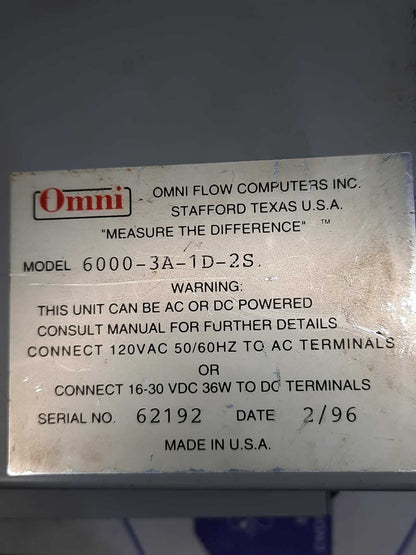 Omni
OMNI FLOW COMPUTERS INC.
STAFFORD TEXAS U.S.A.
"MEASURE THE DIFFERENCE" ™
MODEL 6000-3A-1D-2S.
WARNING:
THIS UNIT CAN BE AC OR DC POWERED
CONSULT MANUAL FOR FURTHER DETAILS
CONNECT 120VAC 50/60HZ TO AC TERMINALS
OR
CONNECT 16-30 VDC 36W TO DC TERMINALS
SERIAL NO. 62192 DATE 2/96
MADE IN U.S.A.